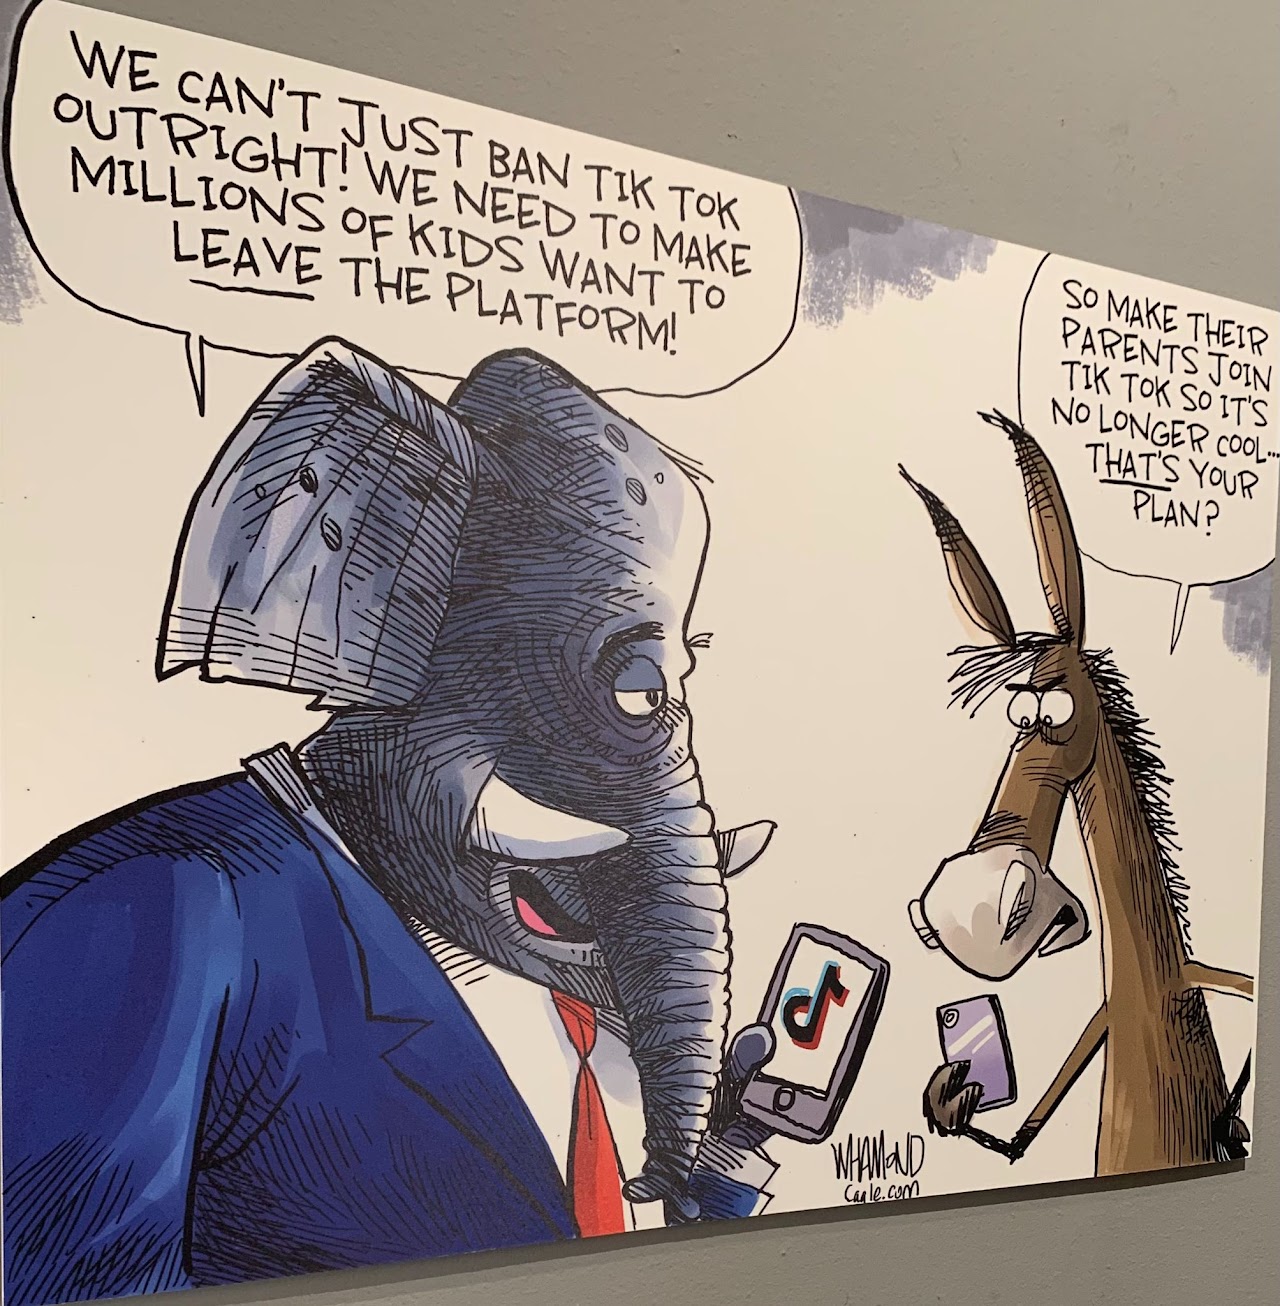 WE CAN'T JUST BAN TIK TOK
OUTRIGHT! WE NEED TO MAKE
MILLIONS OF KIDS WANT TO
LEAVE THE PLATFORM!
SO MAKE THEIR
PARENTS JOIN
TIK TOK SO IT'S
NO LONGER COOL...
THAT'S YOUR
PLAN?
WHAMOND
Cagle.com